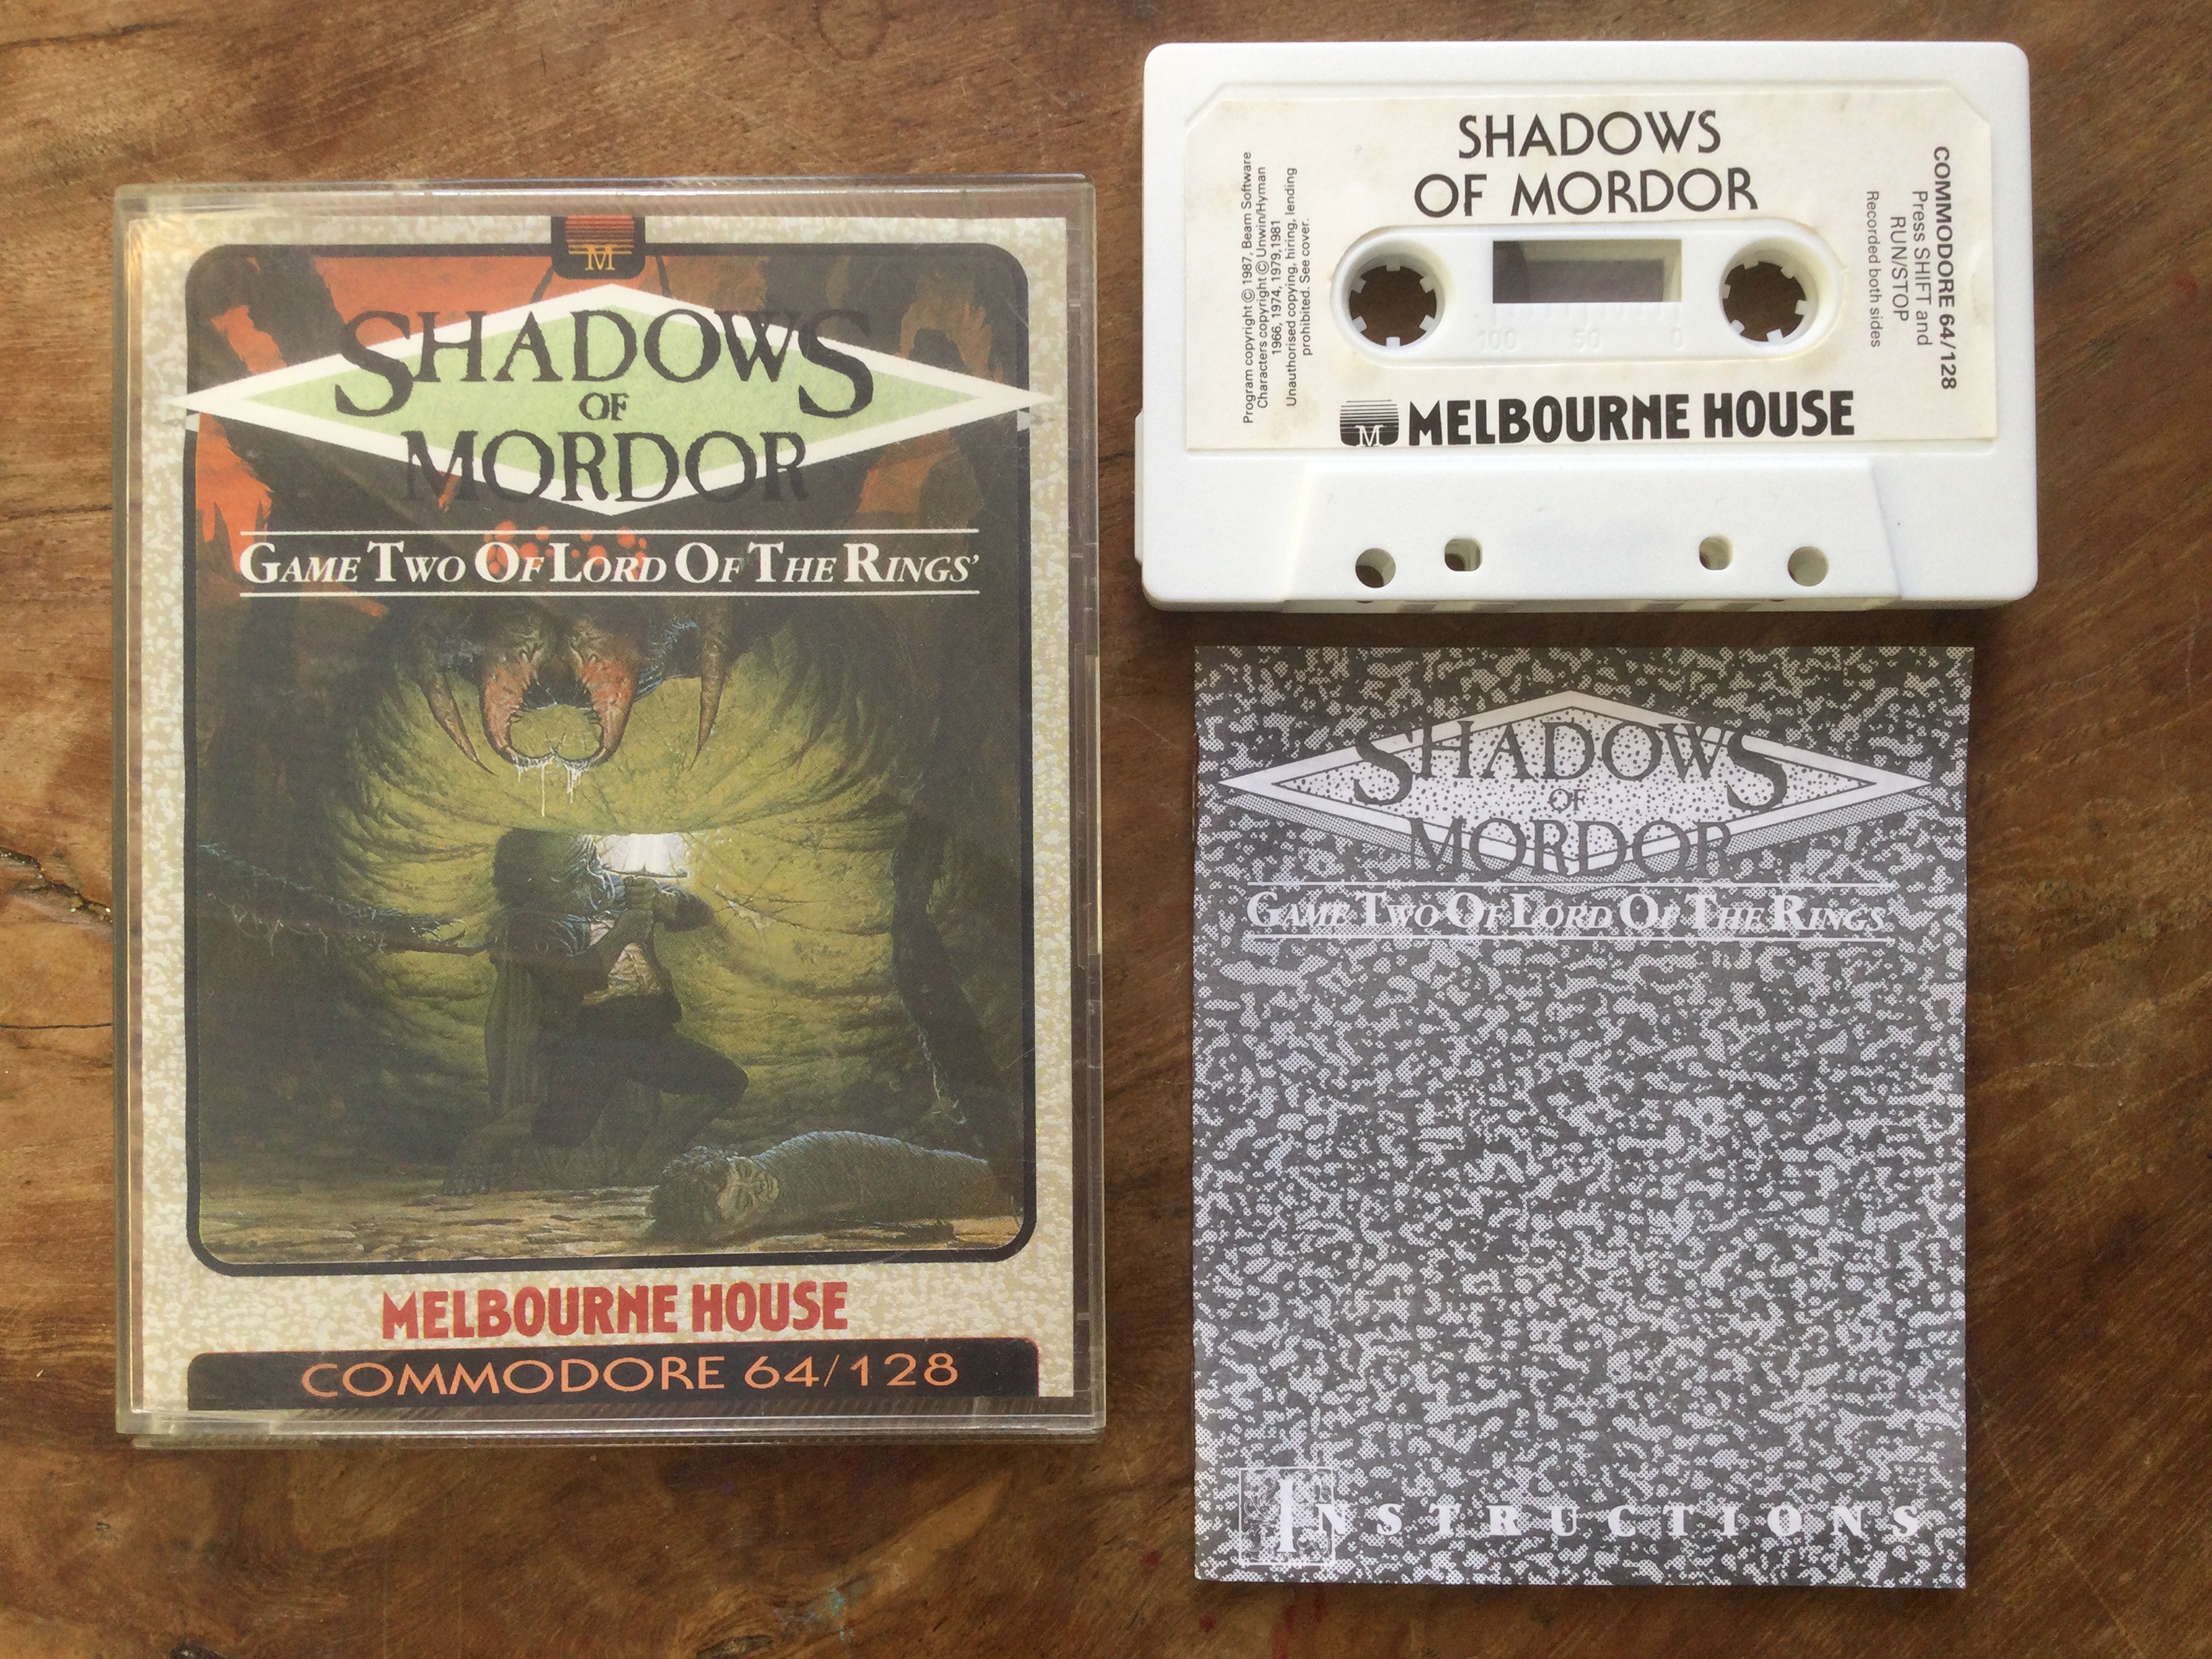 M
SHADOWS
OF
MORDOR
GAME TWO OF LORD OF THE RINGS'
MELBOURNE HOUSE
COMMODORE 64/128
SHADOWS
OF MORDOR
Program copyright © 1987, Beam Software
Characters copyright © Unwin/Hyman
1966, 1974, 1979, 1981
Unauthorised copying, hiring, lending
prohibited. See cover.
100 50 0
COMMODORE 64/128
Press SHIFT and
RUN/STOP
Recorded both sides
M MELBOURNE HOUSE
SHADOWS
OF
MORDOR
GAME TWO OF LORD OF THE RINGS'
INSTRUCTIONS